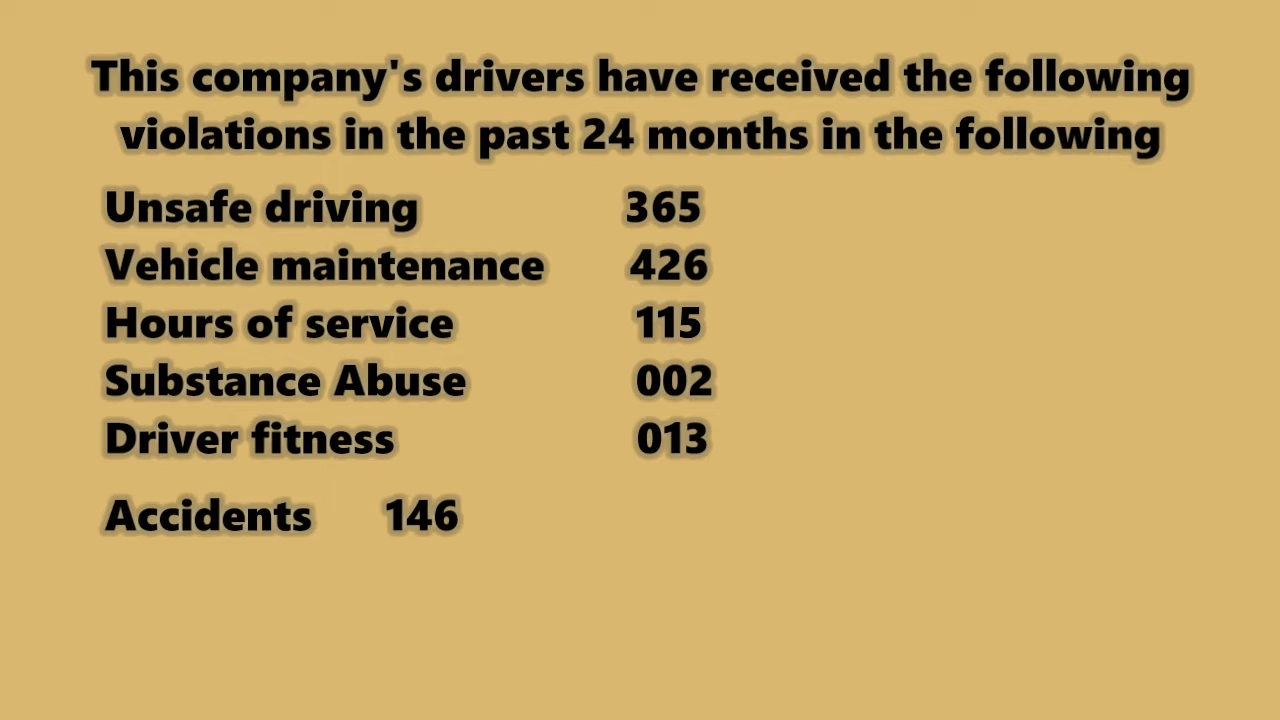 This company's drivers have received the following
violations in the past 24 months in the following
Unsafe driving 365
Vehicle maintenance 426
Hours of service 115
Substance Abuse 002
Driver fitness 013
Accidents 146